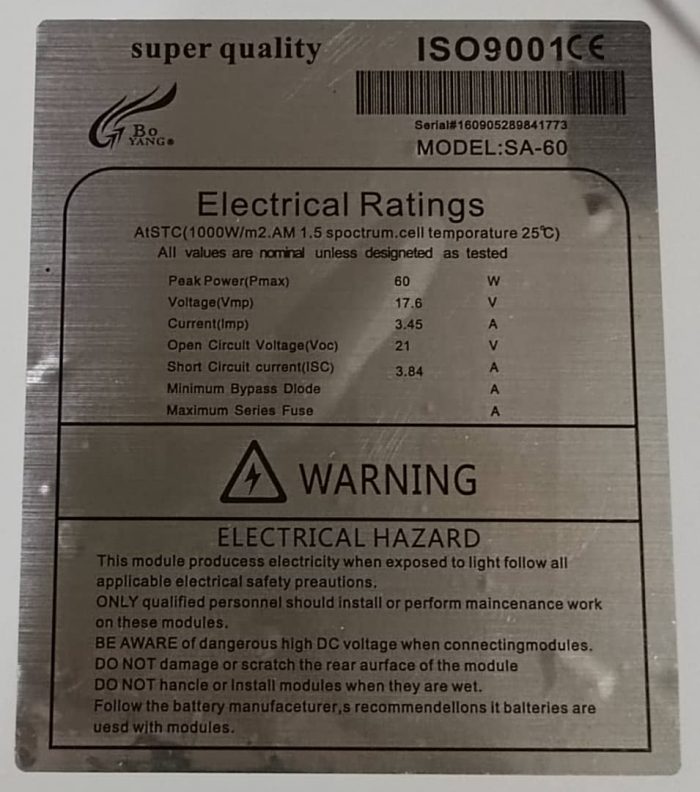 super quality
ISO9001CE
Serial#160905289841773
Bo
YANG
MODEL:SA-60
Electrical Ratings
AtSTC(1000W/m2.AM 1.5 spoctrum.cell temporature 25℃)
All values are nominal unless designeted as tested
Peak Power(Pmax) 60 W
Voltage(Vmp) 17.6 V
Current(Imp) 3.45 A
Open Circuit Voltage(Voc) 21 V
Short Circuit current(ISC) 3.84 A
Minimum Bypass Diode A
Maximum Series Fuse A
WARNING
ELECTRICAL HAZARD
This module producess electricity when exposed to light follow all
applicable electrical safety preautions.
ONLY qualified personnel should install or perform maincenance work
on these modules.
BE AWARE of dangerous high DC voltage when connectingmodules.
DO NOT damage or scratch the rear aurface of the module
DO NOT hancle or Install modules when they are wet.
Follow the battery manufaceturer,s recommendellons it balteries are
uesd with modules.